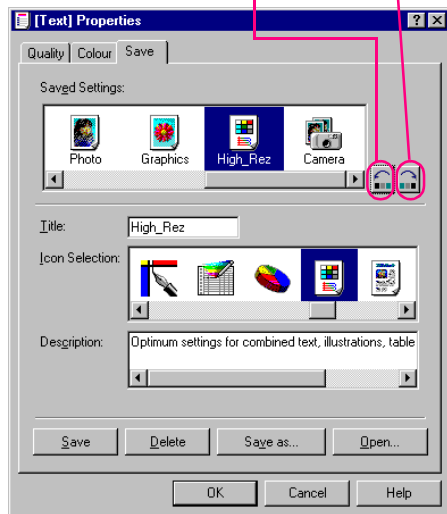 [Text] Properties
Quality Colour Save
Saved Settings:
Photo Graphics High_Rez Camera
Title: High_Rez
Icon Selection:
Description: Optimum settings for combined text, illustrations, table
Save Delete Save as... Open...
OK Cancel Help